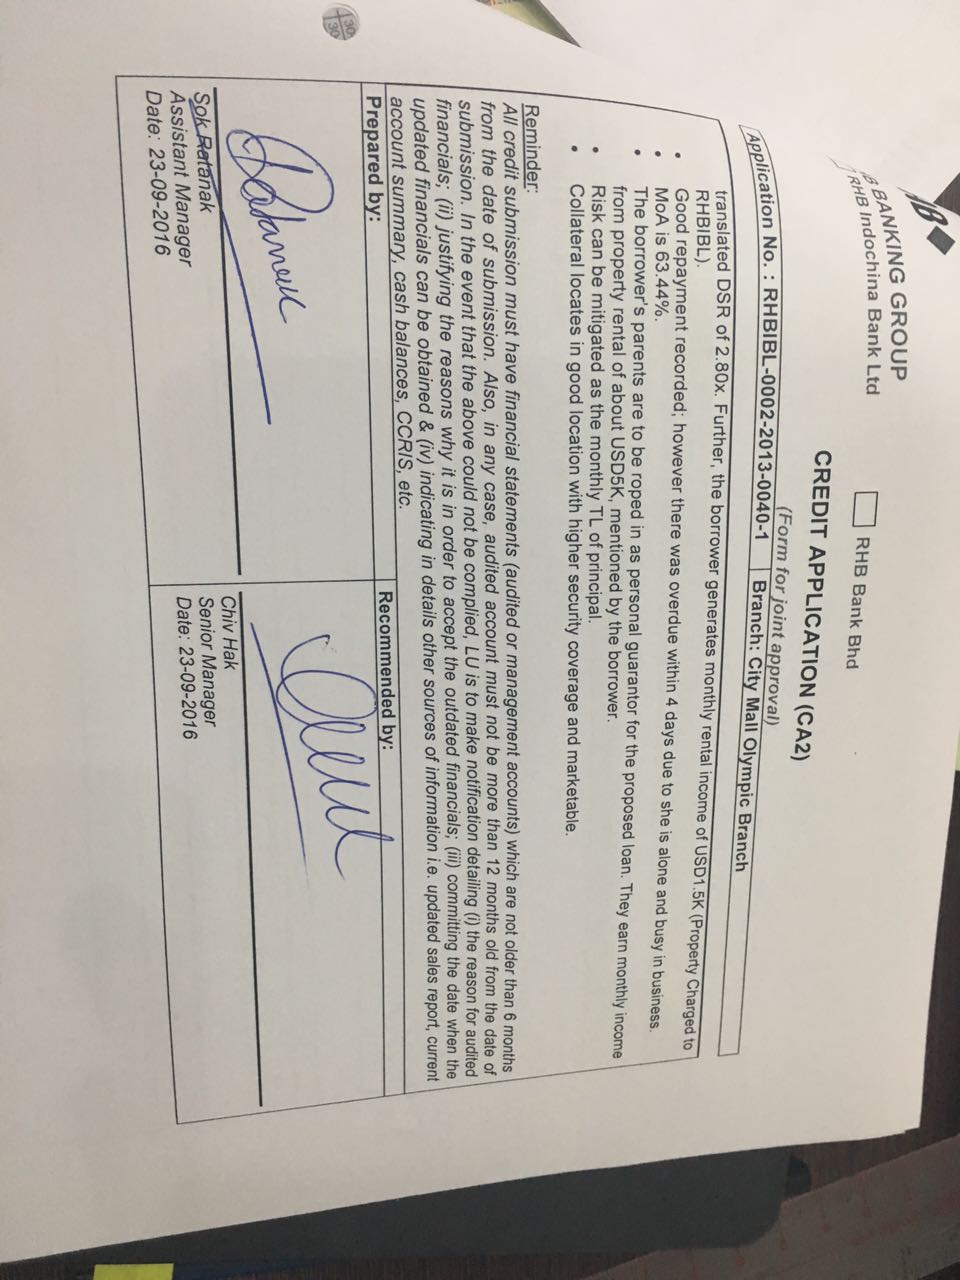 B BANKING GROUP
RHB Indochina Bank Ltd
RHB Bank Bhd
CREDIT APPLICATION (CA2)
(Form for joint approval)
Application No. : RHBIBL-0002-2013-0040-1 Branch: City Mall Olympic Branch
translated DSR of 2.80x. Further, the borrower generates monthly rental income of USD1.5K (Property Charged to
RHBIBL).
• Good repayment recorded; however there was overdue within 4 days due to she is alone and busy in business.
• MoA is 63.44%.
• The borrower's parents are to be roped in as personal guarantor for the proposed loan. They earn monthly income
from property rental of about USD5K, mentioned by the borrower.
• Risk can be mitigated as the monthly TL of principal.
• Collateral locates in good location with higher security coverage and marketable.
Reminder:
All credit submission must have financial statements (audited or management accounts) which are not older than 6 months
from the date of submission. Also, in any case, audited account must not be more than 12 months old from the date of
submission. In the event that the above could not be complied, LU is to make notification detailing (i) the reason for audited
financials; (ii) justifying the reasons why it is in order to accept the outdated financials; (iii) committing the date when the
updated financials can be obtained & (iv) indicating in details other sources of information i.e. updated sales report, current
account summary, cash balances, CCRIS, etc.
Prepared by: Recommended by:
Sok Ratanak
Assistant Manager
Date: 23-09-2016
Chiv Hak
Senior Manager
Date: 23-09-2016
30
30